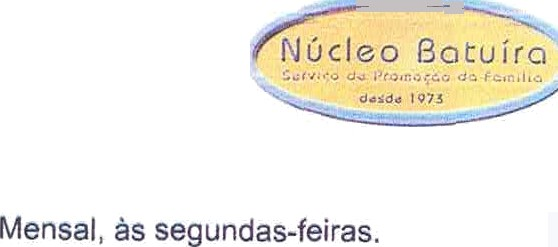 Núcleo Batuíra
Serviço de Promoção da Família
desde 1973
Mensal, às segundas-feiras.